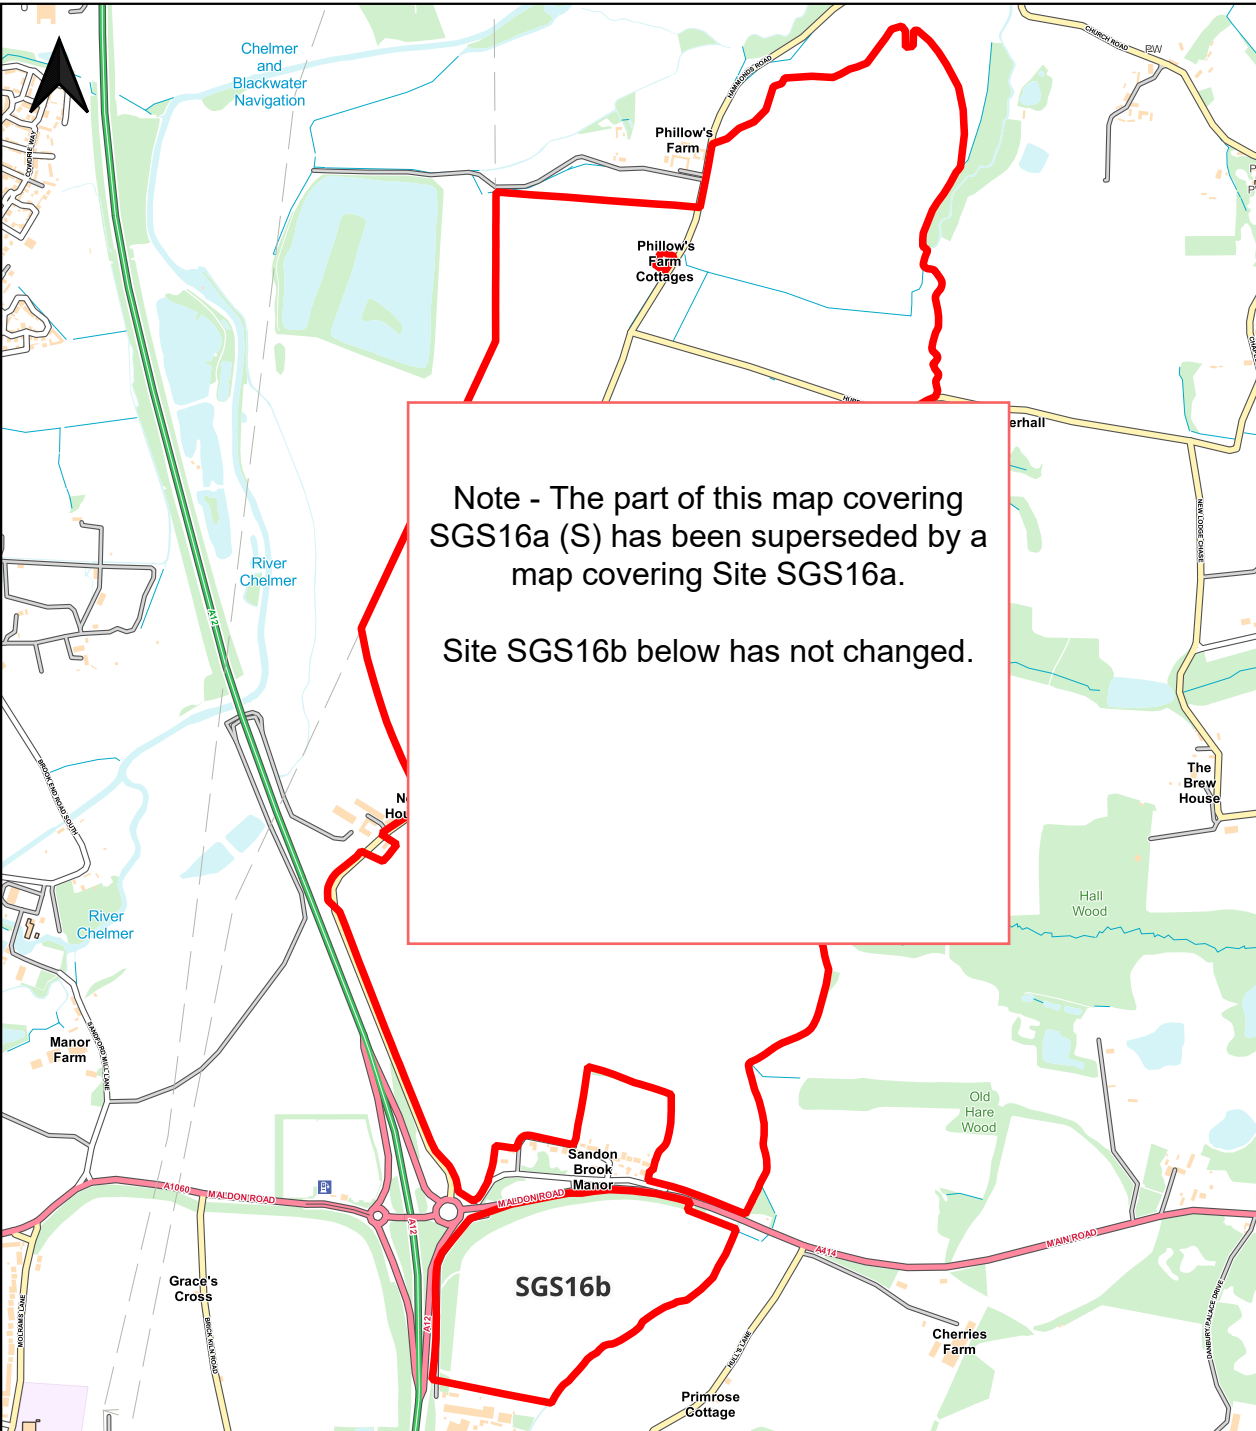 Chelmer
and
Blackwater
Navigation
CHURCH ROAD
PW
HAMMONDS ROAD
Phillow's
Farm
Phillow's
Farm
Cottages
erhall
NEW LODGE CHASE
Note - The part of this map covering
SGS16a (S) has been superseded by a
map covering Site SGS16a.
Site SGS16b below has not changed.
River
Chelmer
A12
BROOK END ROAD SOUTH
The
Brew
House
Hall
Wood
River
Chelmer
Manor
Farm
SANDFORD MILL LANE
Old
Hare
Wood
Sandon
Brook
Manor
A1060
MALDON ROAD
MALDON ROAD
A12
A414
MAIN ROAD
SGS16b
Grace's
Cross
MOLRAMS LANE
BRICK KILN ROAD
A12
HULL'S LANE
Cherries
Farm
DANBURY PALACE DRIVE
Primrose
Cottage